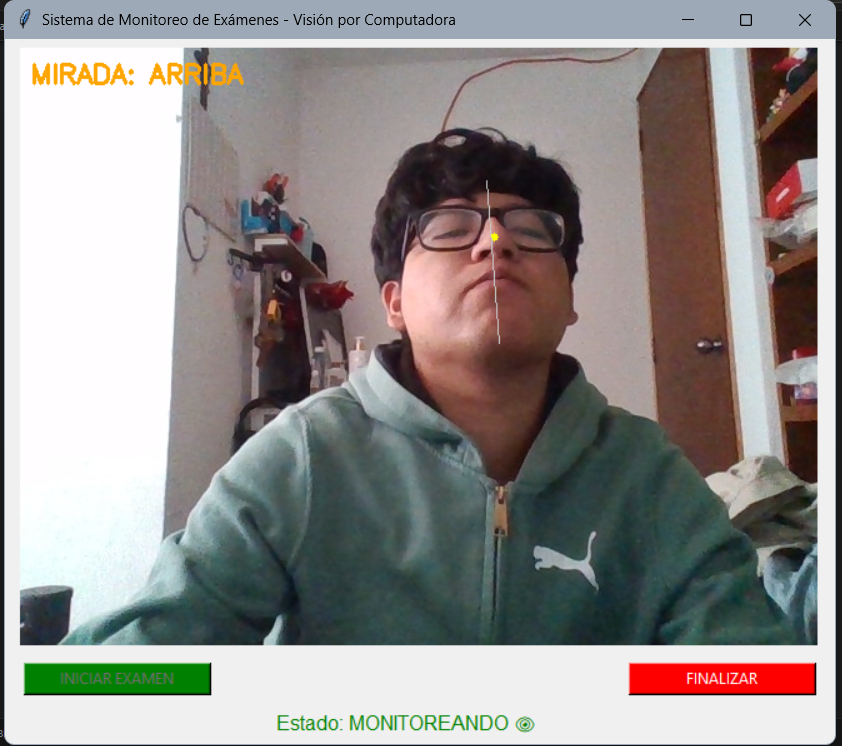 Sistema de Monitoreo de Exámenes - Visión por Computadora
MIRADA: ARRIBA
INICIAR EXAMEN
FINALIZAR
Estado: MONITOREANDO 👁